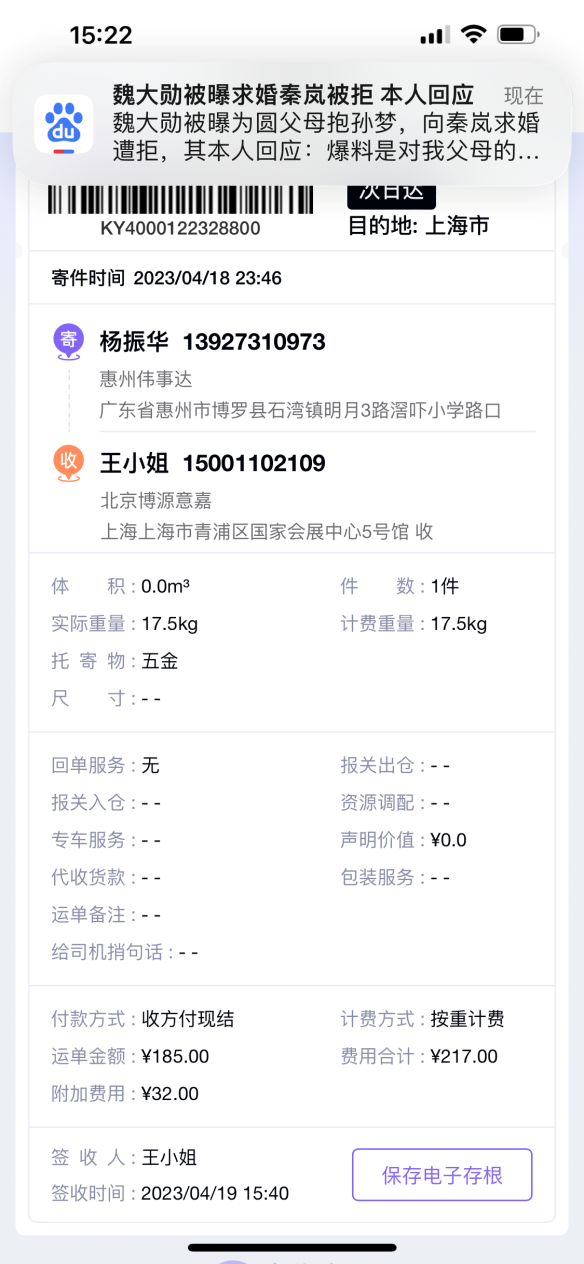 15:22
魏大勋被曝求婚秦岚被拒 本人回应 现在
魏大勋被曝为圆父母抱孙梦，向秦岚求婚
遭拒，其本人回应：爆料是对我父母的...
du
次日达
KY4000122328800
目的地: 上海市
寄件时间 2023/04/18 23:46
寄 杨振华 13927310973
惠州伟事达
广东省惠州市博罗县石湾镇明月3路滘吓小学路口
收 王小姐 15001102109
北京博源意嘉
上海上海市青浦区国家会展中心5号馆 收
体 积 : 0.0m³ 件 数 : 1件
实际重量 : 17.5kg 计费重量 : 17.5kg
托 寄 物 : 五金
尺 寸 : - -
回单服务 : 无 报关出仓 : - -
报关入仓 : - - 资源调配 : - -
专车服务 : - - 声明价值 : ¥0.0
代收货款 : - - 包装服务 : - -
运单备注 : - -
给司机捎句话 : - -
付款方式 : 收方付现结 计费方式 : 按重计费
运单金额 : ¥185.00 费用合计 : ¥217.00
附加费用 : ¥32.00
签 收 人 : 王小姐
签收时间 : 2023/04/19 15:40
保存电子存根